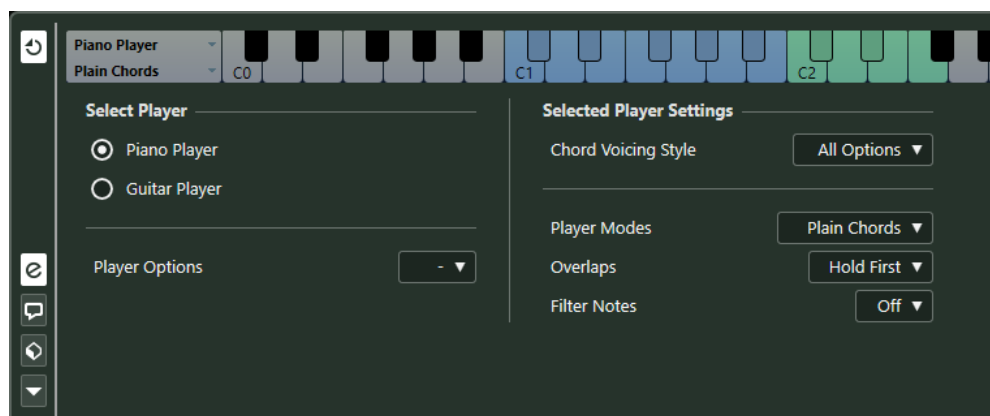 Piano Player
Plain Chords
C0
C1
C2
Select Player
Piano Player
Guitar Player
Player Options
-
Selected Player Settings
Chord Voicing Style
All Options
Player Modes
Plain Chords
Overlaps
Hold First
Filter Notes
Off